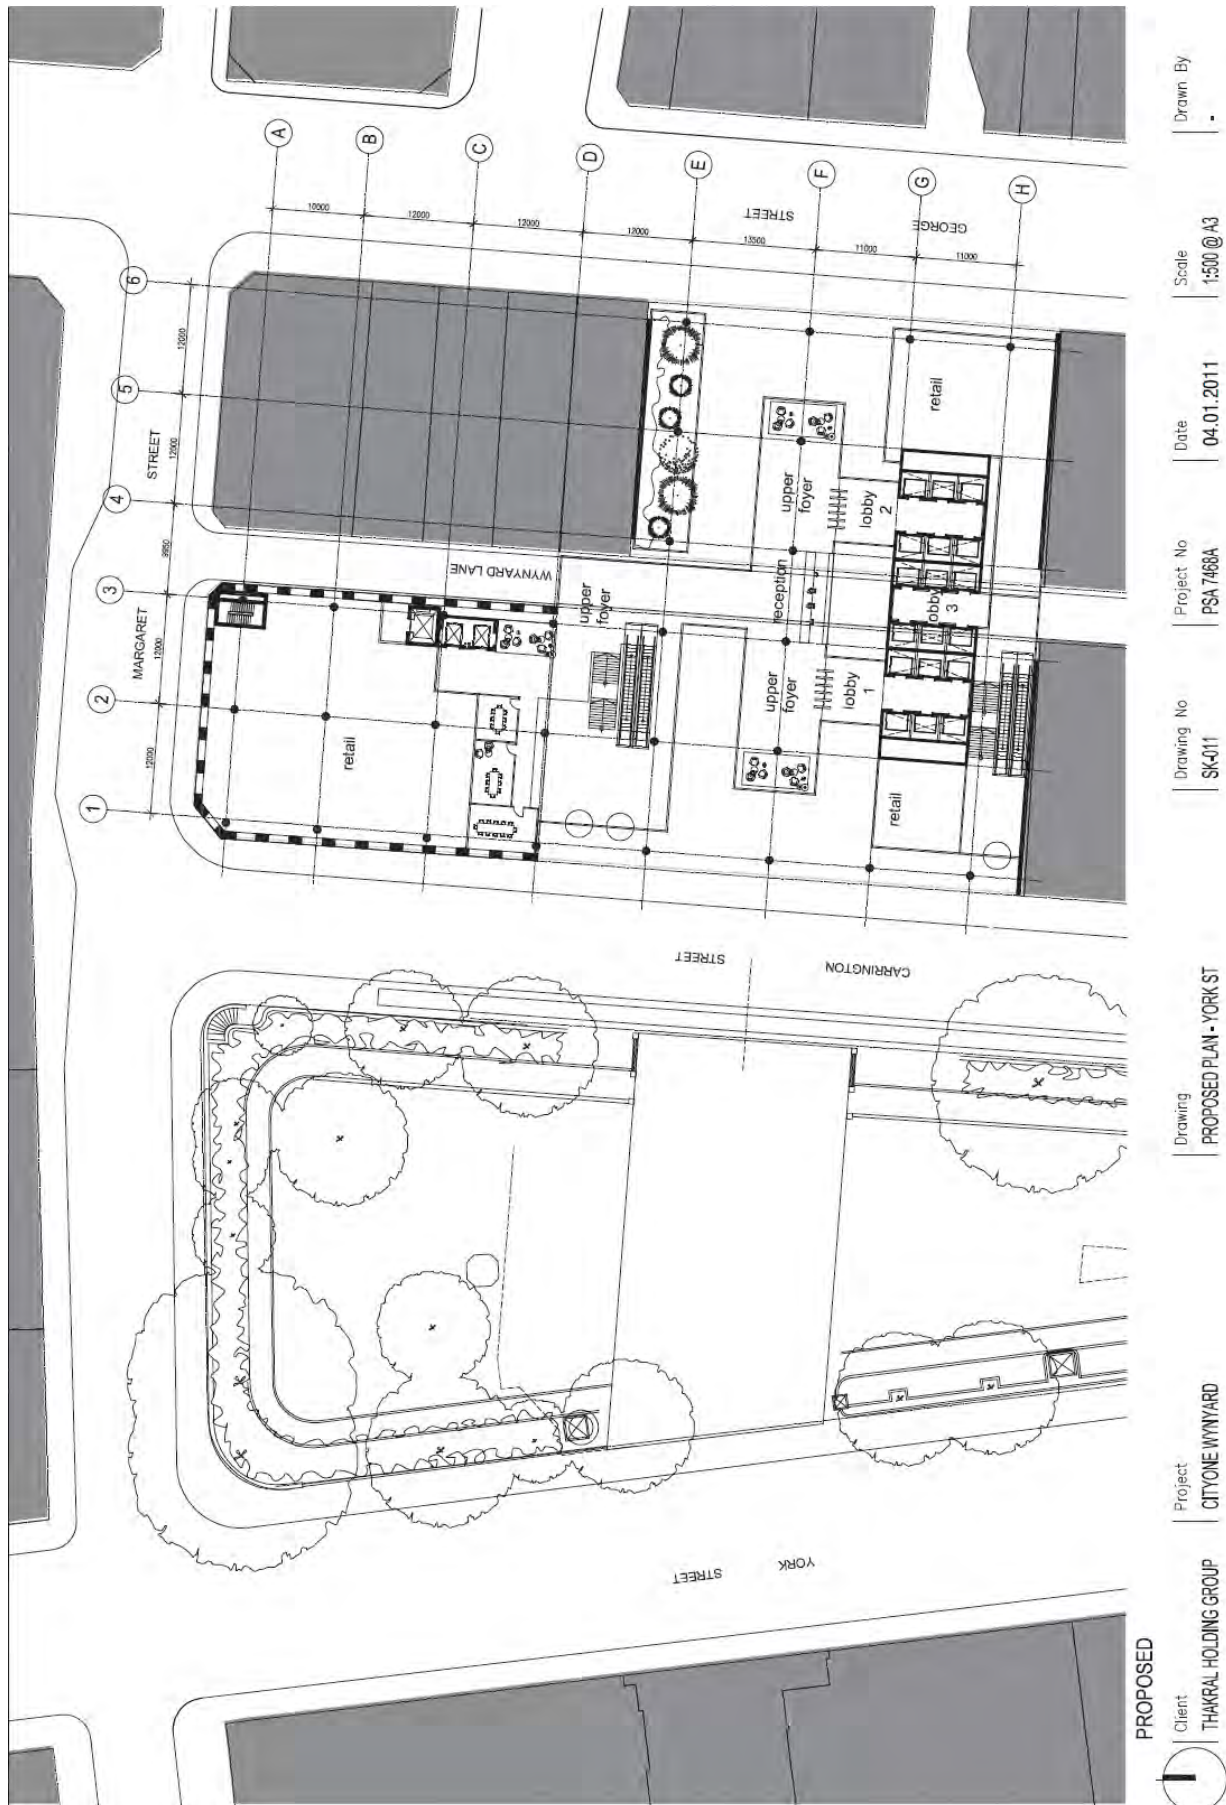 A
B
C
D
E
F
G
H
10000
12000
12000
12000
13500
11000
11000
6
5
4
3
2
1
12000
12000
9950
12000
12000
MARGARET
STREET
GEORGE
STREET
WYNYARD LANE
retail
upper
foyer
upper
foyer
upper
foyer
reception
lobby
1
lobby
2
lobby
3
retail
retail
CARRINGTON
STREET
YORK
STREET
PROPOSED
Client
THAKRAL HOLDING GROUP
Project
CITYONE WYNYARD
Drawing
PROPOSED PLAN - YORK ST
Drawing No
SK-011
Project No
PSA 7468A
Date
04.01.2011
Scale
1:500 @ A3
Drawn By
-